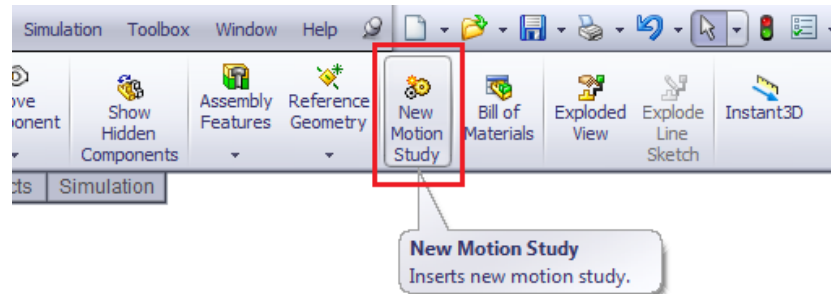 Simulation Toolbox Window Help
ove
onent
Show
Hidden
Components
Assembly
Features
Reference
Geometry
New
Motion
Study
Bill of
Materials
Exploded
View
Explode
Line
Sketch
Instant3D
cts Simulation
New Motion Study
Inserts new motion study.